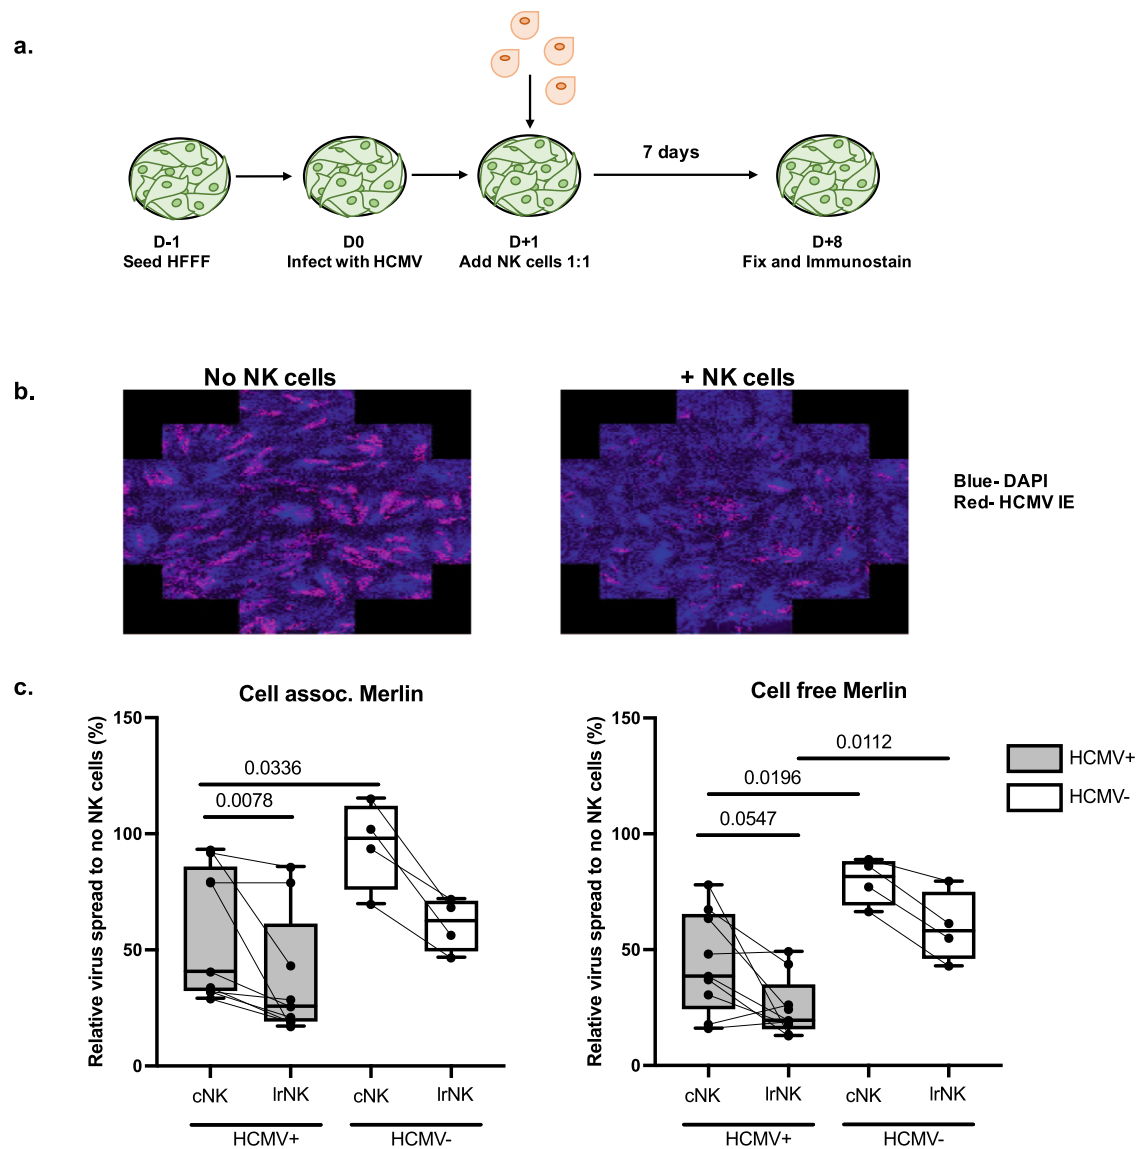 a.
7 days
D-1
Seed HFFF
D0
Infect with HCMV
D+1
Add NK cells 1:1
D+8
Fix and Immunostain
b.
No NK cells
+ NK cells
Blue- DAPI
Red- HCMV IE
c.
Cell assoc. Merlin
Relative virus spread to no NK cells (%)
150
100
50
0
0.0336
0.0078
cNK
lrNK
cNK
lrNK
HCMV+
HCMV-
Cell free Merlin
Relative virus spread to no NK cells (%)
150
100
50
0
0.0112
0.0196
0.0547
cNK
lrNK
cNK
lrNK
HCMV+
HCMV-
HCMV+
HCMV-